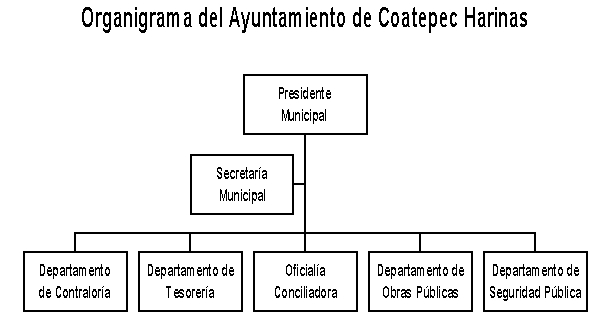 Organigrama del Ayuntamiento de Coatepec Harinas
Presidente
Municipal
Secretaría
Municipal
Departamento
de Contraloría
Departamento de
Tesorería
Oficialía
Conciliadora
Departamento de
Obras Públicas
Departamento de
Seguridad Pública